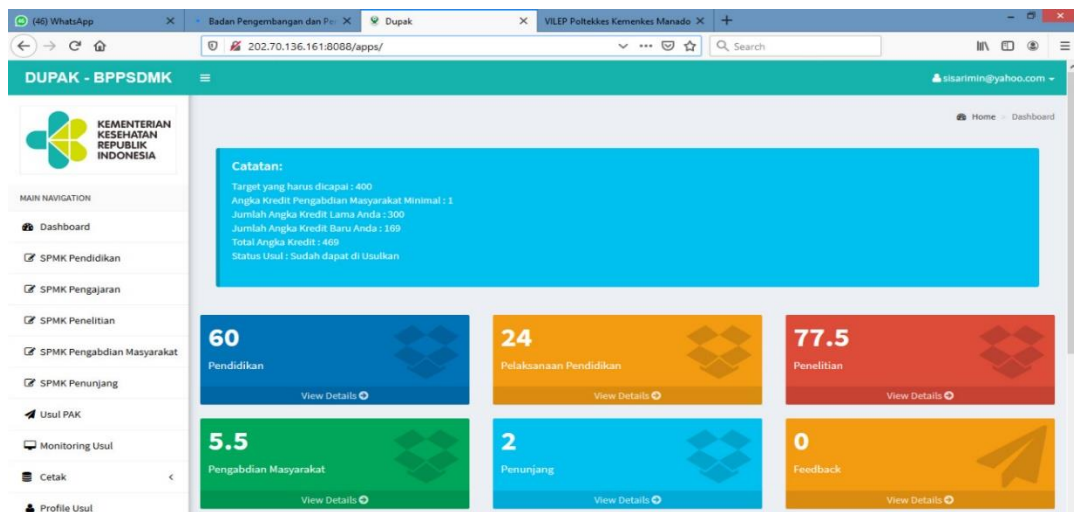 (46) WhatsApp
Badan Pengembangan dan Per
Dupak
VILEP Poltekkes Kemenkes Manado
202.70.136.161:8088/apps/
Search
DUPAK - BPPSDMK
sisarimin@yahoo.com
KEMENTERIAN
KESEHATAN
REPUBLIK
INDONESIA
Home
Dashboard
Catatan:
Target yang harus dicapai : 400
Angka Kredit Pengabdian Masyarakat Minimal : 1
Jumlah Angka Kredit Lama Anda : 300
Jumlah Angka Kredit Baru Anda : 169
Total Angka Kredit : 469
Status Usul : Sudah dapat di Usulkan
MAIN NAVIGATION
Dashboard
SPMK Pendidikan
SPMK Pengajaran
SPMK Penelitian
SPMK Pengabdian Masyarakat
SPMK Penunjang
Usul PAK
Monitoring Usul
Cetak
Profile Usul
60
Pendidikan
View Details
24
Pelaksanaan Pendidikan
View Details
77.5
Penelitian
View Details
5.5
Pengabdian Masyarakat
View Details
2
Penunjang
View Details
0
Feedback
View Details